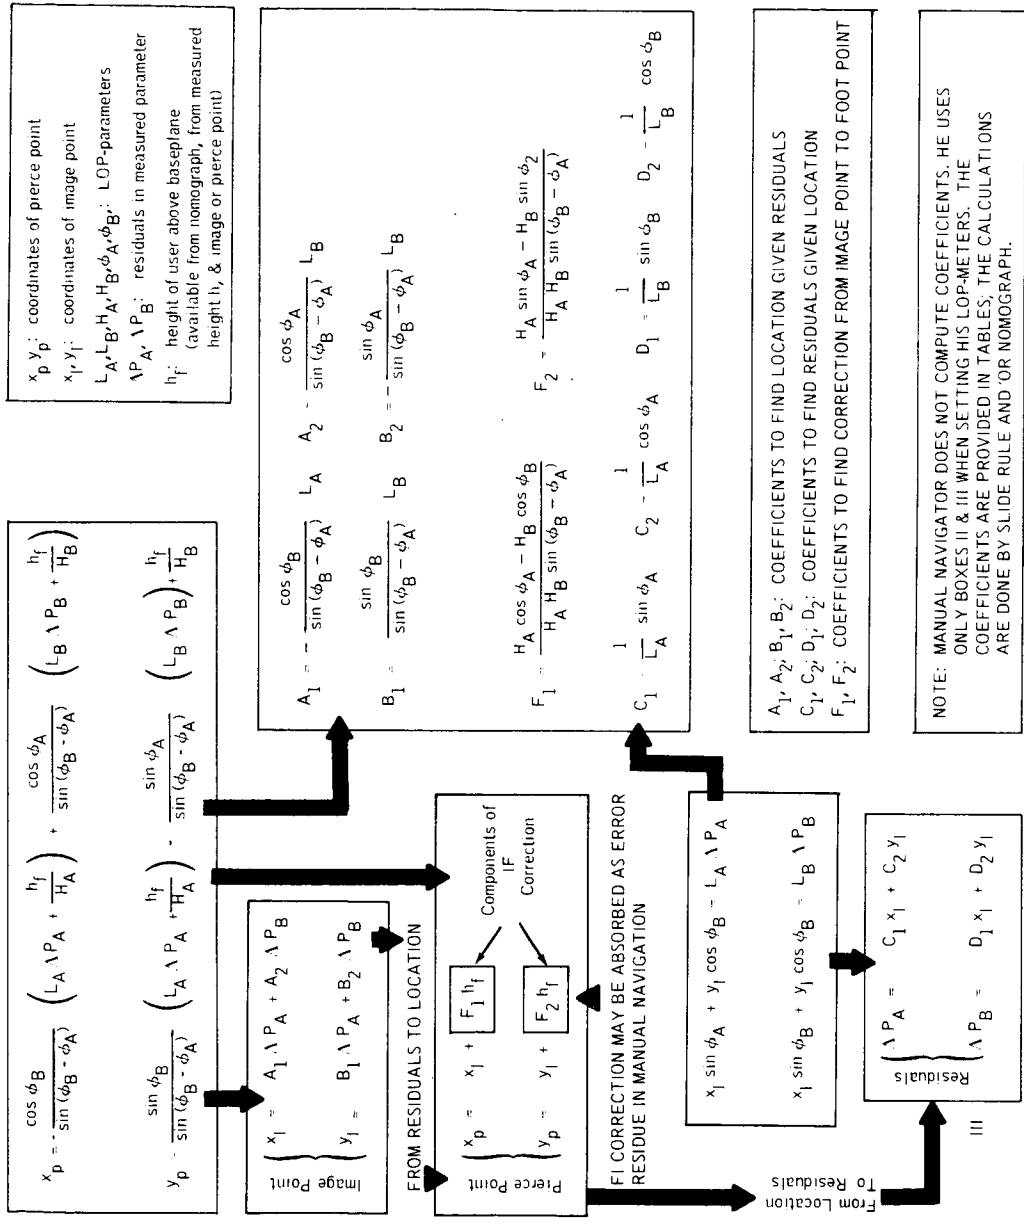 x_p = - cos φ_B / sin (φ_B - φ_A) (L_A Λ P_A + h_f / H_A) + cos φ_A / sin (φ_B - φ_A) (L_B Λ P_B + h_f / H_B)
y_p - sin φ_B / sin (φ_B - φ_A) (L_A Λ P_A + h_f / H_A) - sin φ_A / sin (φ_B - φ_A) (L_B Λ P_B) + h_f / H_B
x_p y_p: coordinates of pierce point
x_I, y_I: coordinates of image point
L_A, L_B, H_A, H_B, φ_A, φ_B,: LOP-parameters
Λ P_A, Λ P_B: residuals in measured parameter
h_f: height of user above baseplane
(available from nomograph, from measured
height h, & image or pierce point)
Image Point
x_I = A_1 Λ P_A + A_2 Λ P_B
y_I = B_1 Λ P_A + B_2 Λ P_B
FROM RESIDUALS TO LOCATION
Pierce Point
x_p = x_I + F_1 h_f
y_p = y_I + F_2 h_f
Components of
IF
Correction
FI CORRECTION MAY BE ABSORBED AS ERROR
RESIDUE IN MANUAL NAVIGATION
A_1 = - cos φ_B / sin (φ_B - φ_A) L_A A_2 - cos φ_A / sin (φ_B - φ_A) L_B
B_1 = sin φ_B / sin (φ_B - φ_A) L_B B_2 = - sin φ_A / sin (φ_B - φ_A) L_B
F_1 = H_A cos φ_A - H_B cos φ_B / H_A H_B sin (φ_B - φ_A) F_2 = H_A sin φ_A - H_B sin φ_2 / H_A H_B sin (φ_B - φ_A)
C_1 - 1 / L_A sin φ_A C_2 - 1 / L_A cos φ_A D_1 = 1 / L_B sin φ_B D_2 - 1 / L_B cos φ_B
x_I sin φ_A + y_I cos φ_B = L_A Λ P_A
x_I sin φ_B + y_I cos φ_B = L_B Λ P_B
From Location
To Residuals
III
Residuals
Λ P_A = C_1 x_I + C_2 y_I
Λ P_B = D_1 x_I + D_2 y_I
A_1, A_2, B_1, B_2: COEFFICIENTS TO FIND LOCATION GIVEN RESIDUALS
C_1, C_2, D_1, D_2: COEFFICIENTS TO FIND RESIDUALS GIVEN LOCATION
F_1, F_2: COEFFICIENTS TO FIND CORRECTION FROM IMAGE POINT TO FOOT POINT
NOTE: MANUAL NAVIGATOR DOES NOT COMPUTE COEFFICIENTS. HE USES
ONLY BOXES II & III WHEN SETTING HIS LOP-METERS. THE
COEFFICIENTS ARE PROVIDED IN TABLES; THE CALCULATIONS
ARE DONE BY SLIDE RULE AND OR NOMOGRAPH.